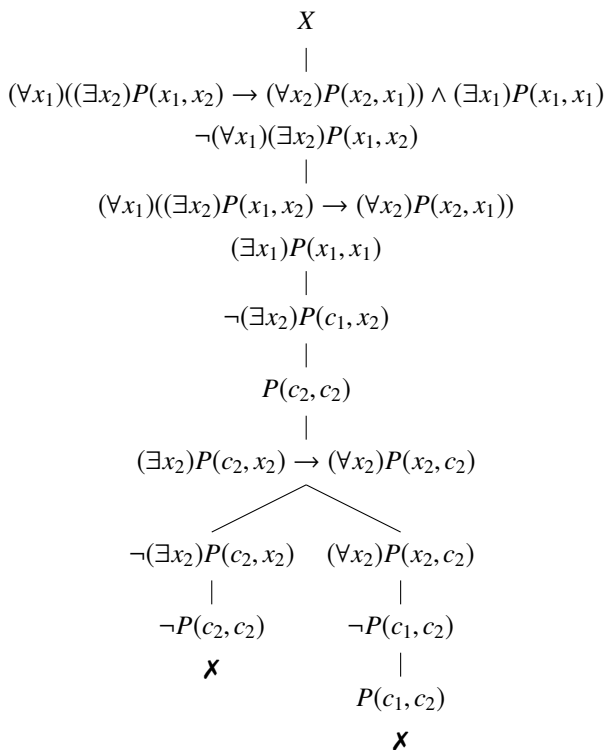 X
(∀x₁)((∃x₂)P(x₁, x₂) → (∀x₂)P(x₂, x₁)) ∧ (∃x₁)P(x₁, x₁)
¬(∀x₁)(∃x₂)P(x₁, x₂)
(∀x₁)((∃x₂)P(x₁, x₂) → (∀x₂)P(x₂, x₁))
(∃x₁)P(x₁, x₁)
¬(∃x₂)P(c₁, x₂)
P(c₂, c₂)
(∃x₂)P(c₂, x₂) → (∀x₂)P(x₂, c₂)
¬(∃x₂)P(c₂, x₂) (∀x₂)P(x₂, c₂)
¬P(c₂, c₂) ¬P(c₁, c₂)
✗
P(c₁, c₂)
✗